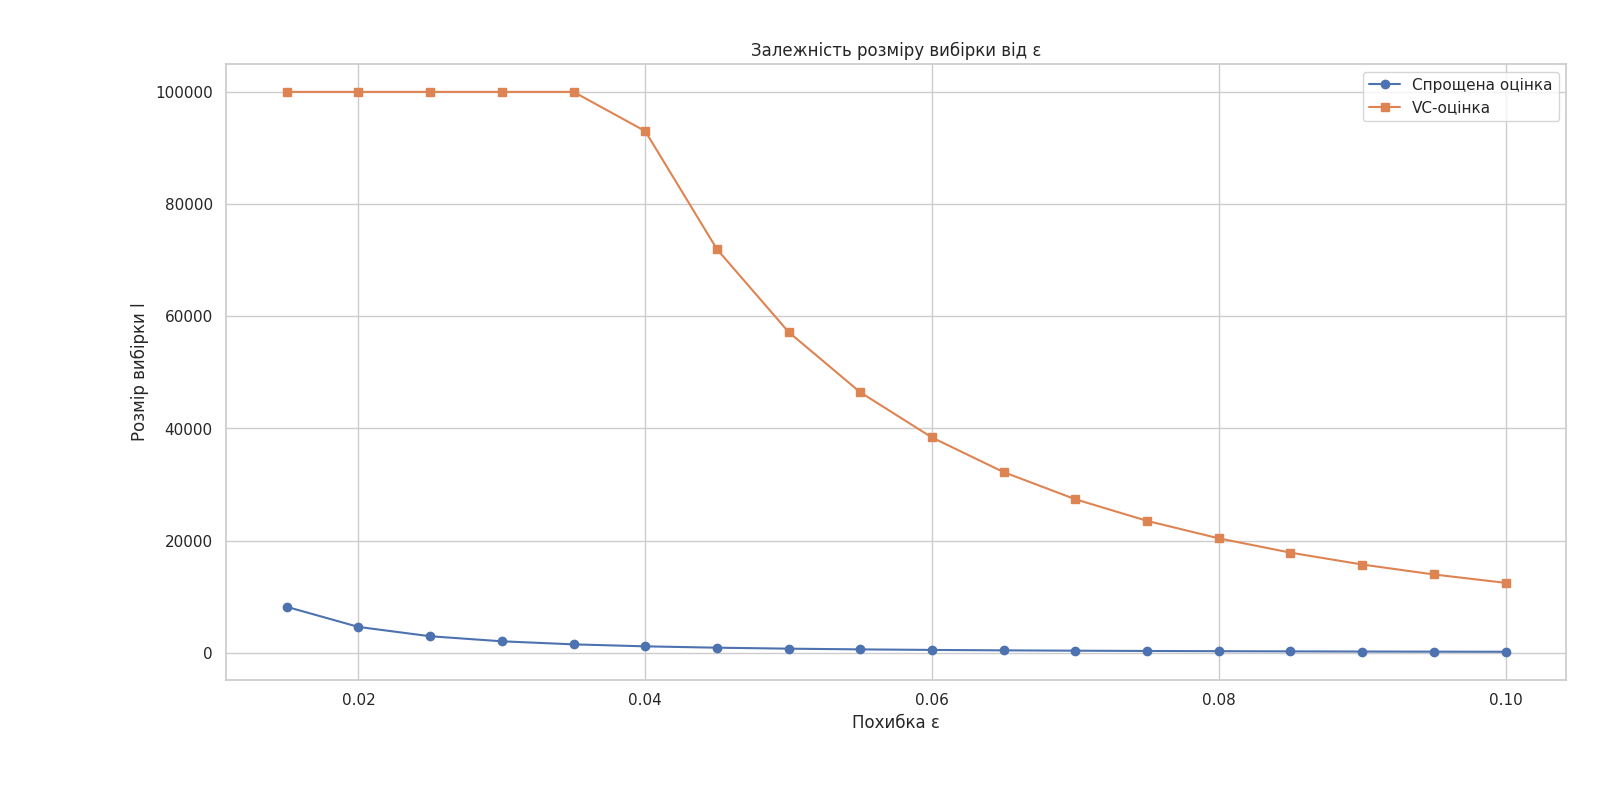 Залежність розміру вибірки від ε
Спрощена оцінка
VC-оцінка
100000
80000
60000
40000
20000
0
Розмір вибірки l
0.02
0.04
0.06
0.08
0.10
Похибка ε